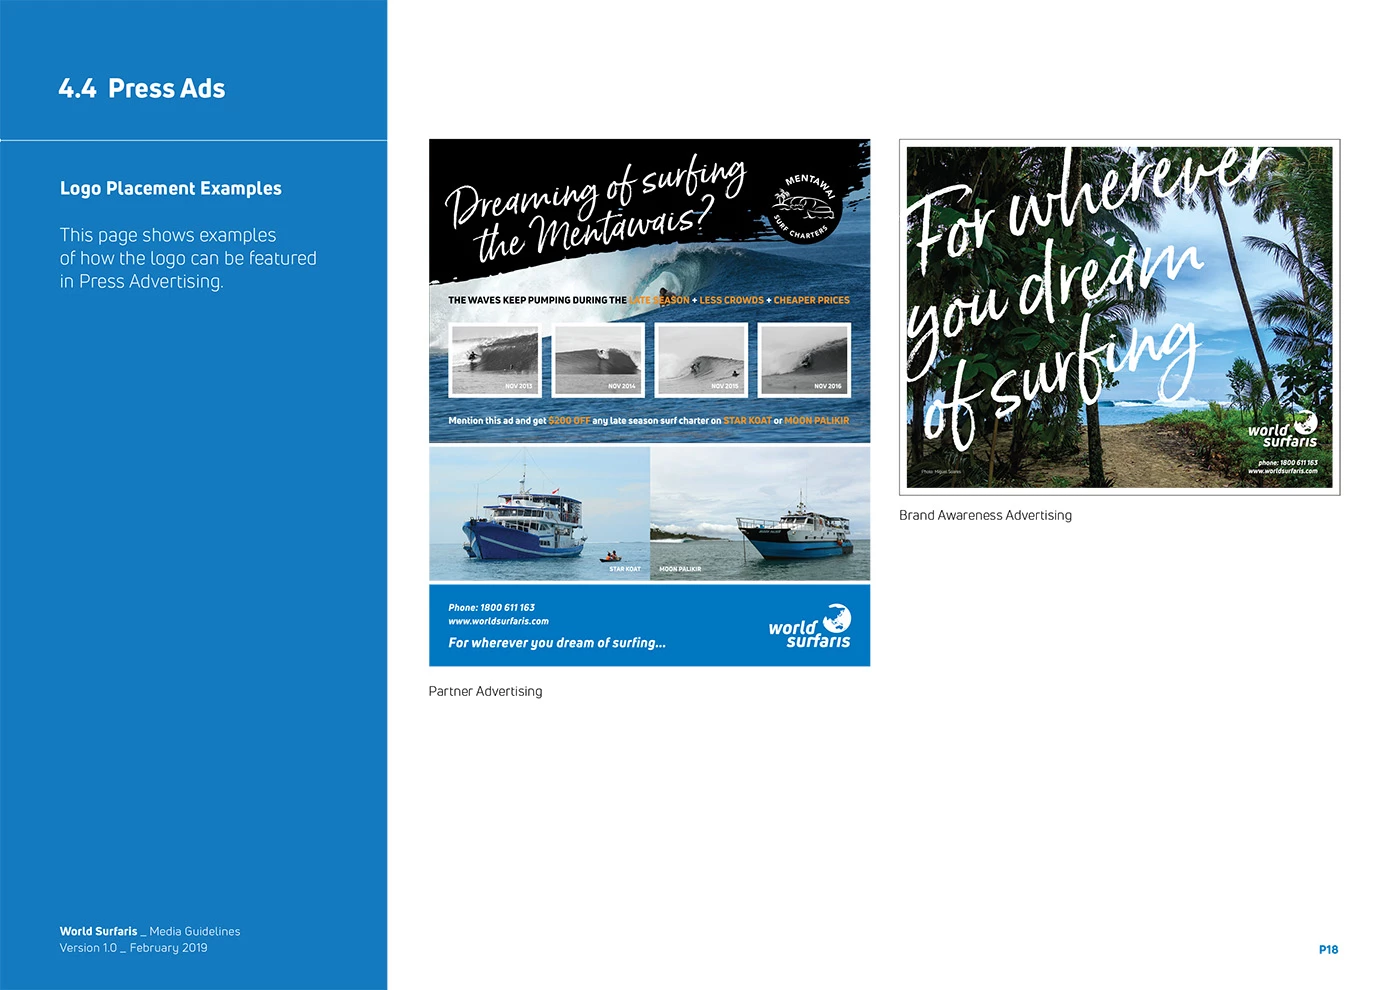 4.4 Press Ads
Logo Placement Examples
This page shows examples
of how the logo can be featured
in Press Advertising.
Dreaming of surfing
the Mentawais?
MENTAWAI
SURF CHARTERS
THE WAVES KEEP PUMPING DURING THE LATE SEASON + LESS CROWDS + CHEAPER PRICES
NOV 2013
NOV 2014
NOV 2015
NOV 2016
Mention this ad and get $200 OFF any late season surf charter on STAR KOAT or MOON PALIKIR
STAR KOAT
MOON PALIKIR
Phone: 1800 611 163
www.worldsurfaris.com
For wherever you dream of surfing...
world
surfaris
Partner Advertising
For wherever
you dream
of surfing
Photo: Miguel Soares
world
surfaris
phone: 1800 611 163
www.worldsurfaris.com
Brand Awareness Advertising
World Surfaris _ Media Guidelines
Version 1.0 _ February 2019
P18